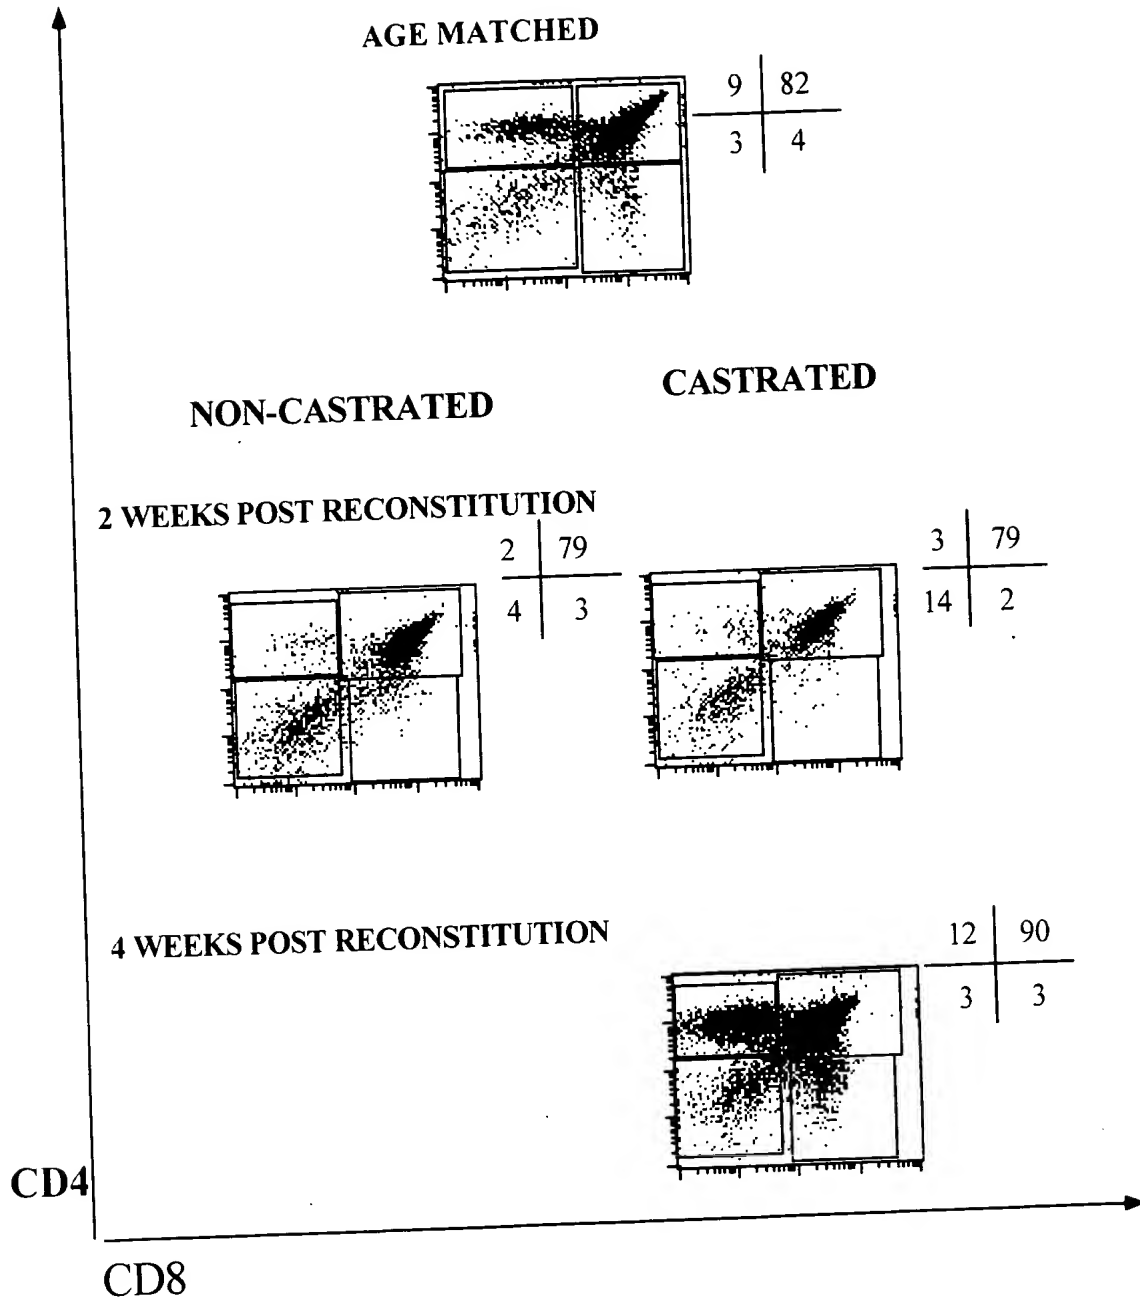 AGE MATCHED
9 82
3 4
NON-CASTRATED
CASTRATED
2 WEEKS POST RECONSTITUTION
2 79
4 3
3 79
14 2
4 WEEKS POST RECONSTITUTION
12 90
3 3
CD4
CD8